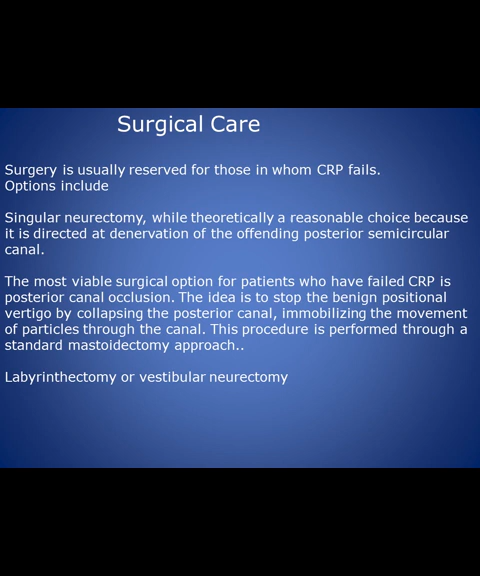 Surgical Care
Surgery is usually reserved for those in whom CRP fails.
Options include
Singular neurectomy, while theoretically a reasonable choice because
it is directed at denervation of the offending posterior semicircular
canal.
The most viable surgical option for patients who have failed CRP is
posterior canal occlusion. The idea is to stop the benign positional
vertigo by collapsing the posterior canal, immobilizing the movement
of particles through the canal. This procedure is performed through a
standard mastoidectomy approach..
Labyrinthectomy or vestibular neurectomy